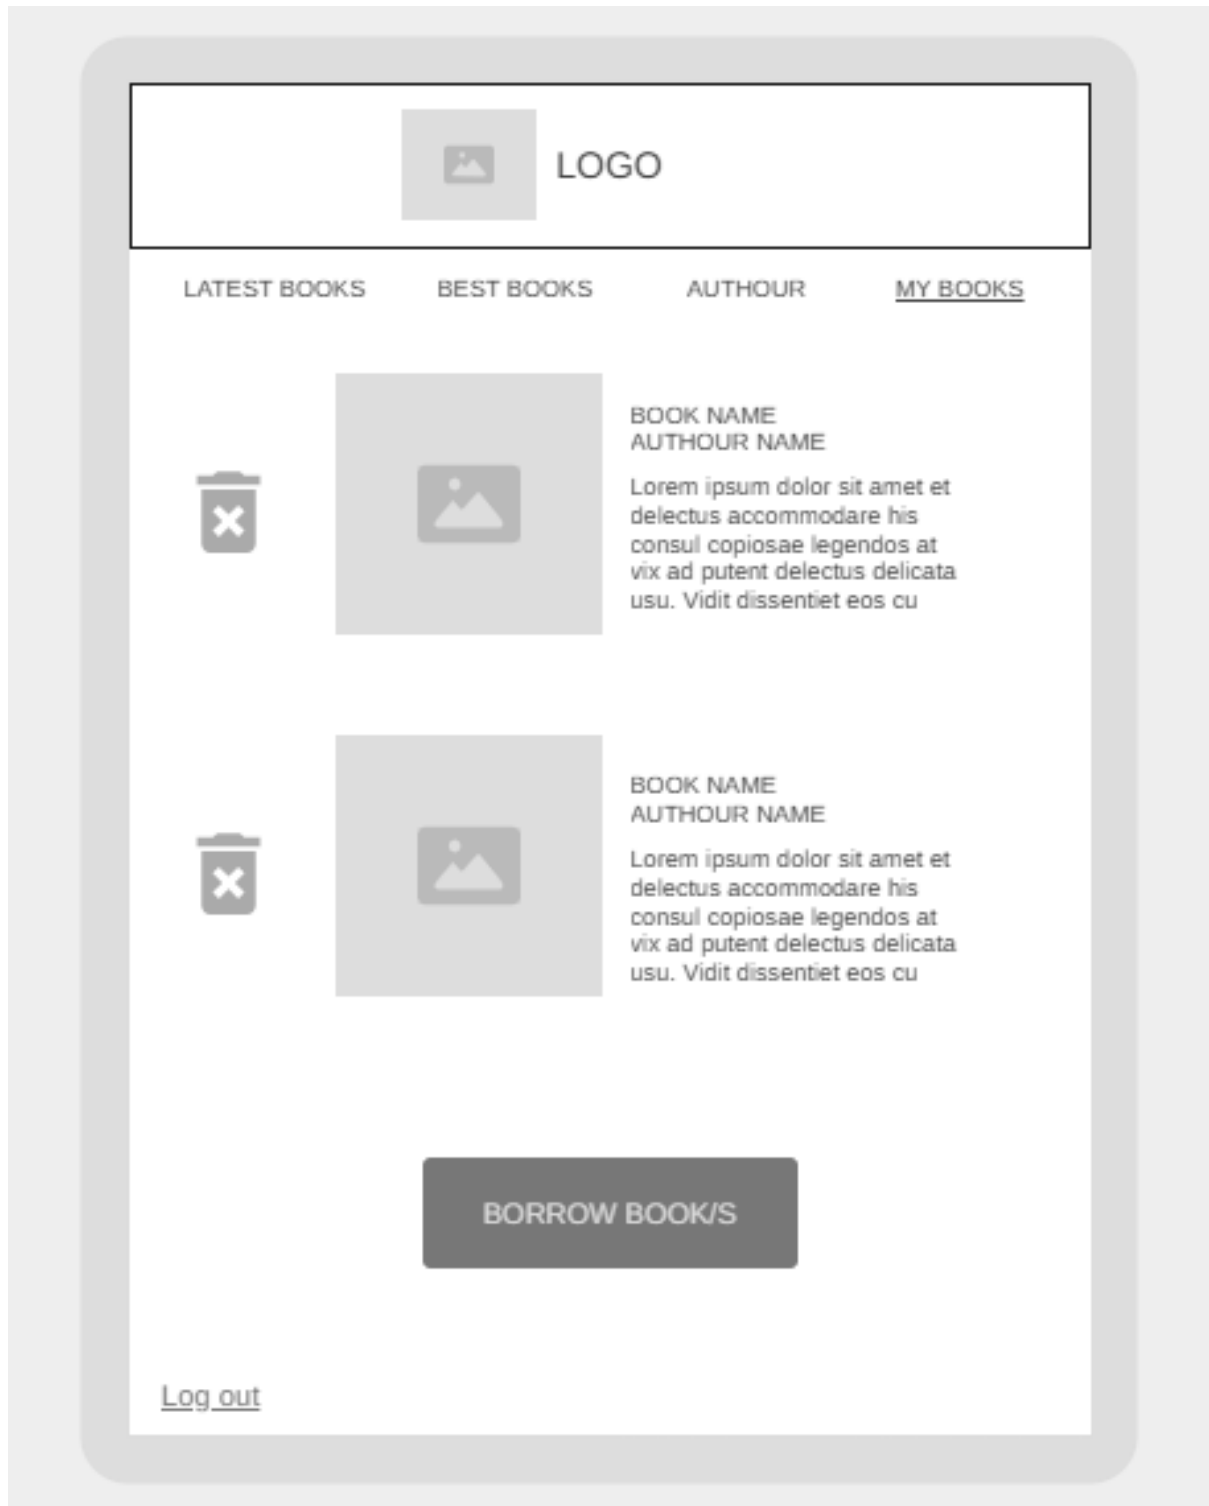 LOGO
LATEST BOOKS BEST BOOKS AUTHOUR MY BOOKS
BOOK NAME
AUTHOUR NAME
Lorem ipsum dolor sit amet et
delectus accommodare his
consul copiosae legendos at
vix ad putent delectus delicata
usu. Vidit dissentiet eos cu
BOOK NAME
AUTHOUR NAME
Lorem ipsum dolor sit amet et
delectus accommodare his
consul copiosae legendos at
vix ad putent delectus delicata
usu. Vidit dissentiet eos cu
BORROW BOOK/S
Log out